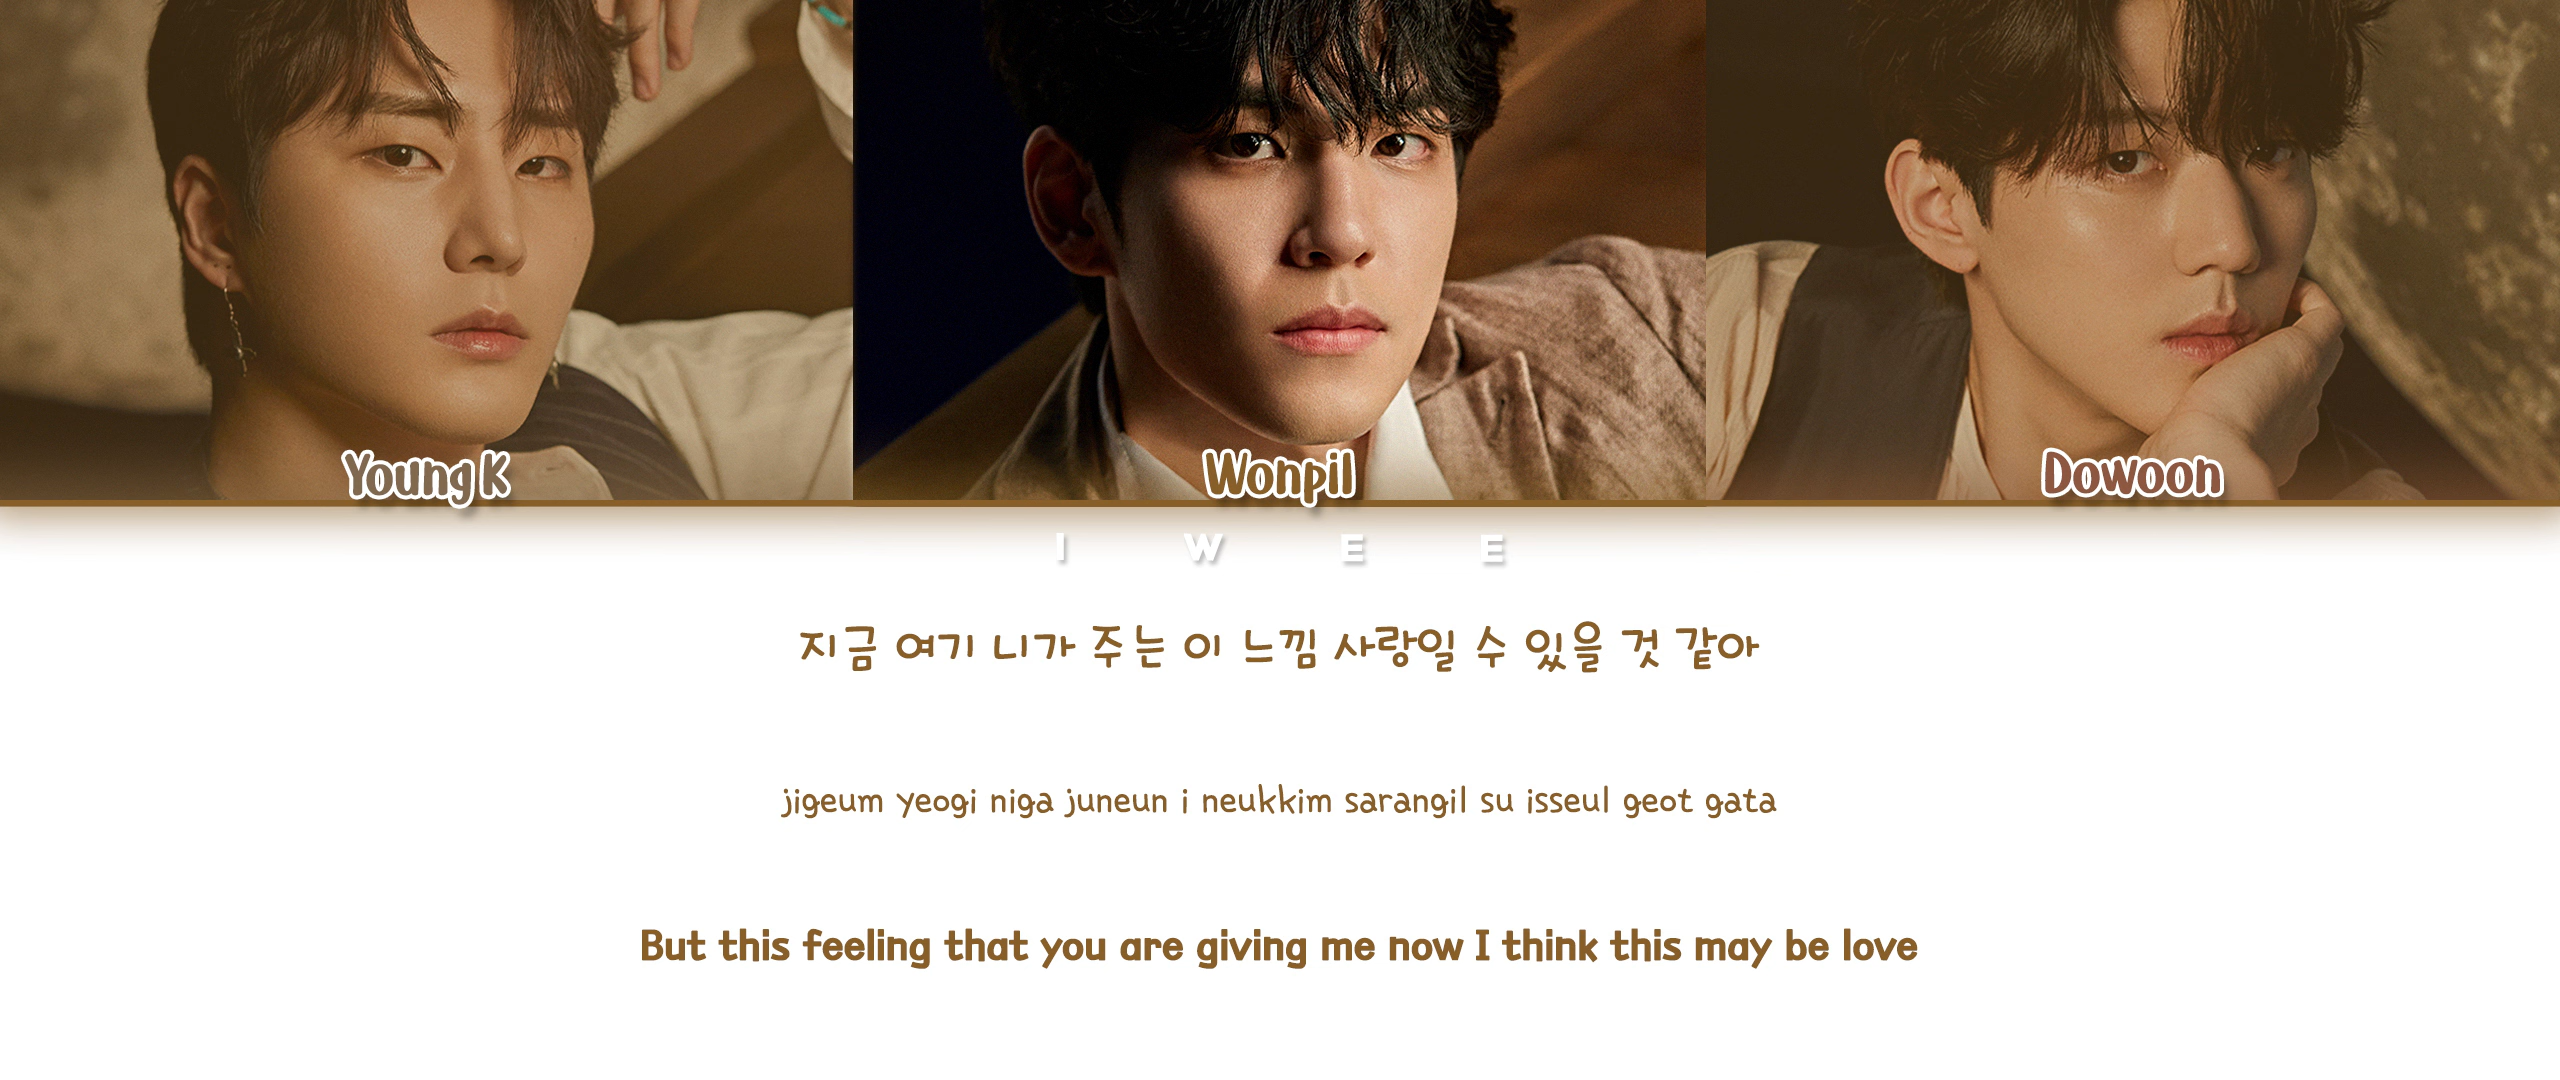 Young K Wonpil Dowoon
I W E E
지금 여기 니가 주는 이 느낌 사랑일 수 있을 것 같아
jigeum yeogi niga juneun i neukkim sarangil su isseul geot gata
But this feeling that you are giving me now I think this may be love